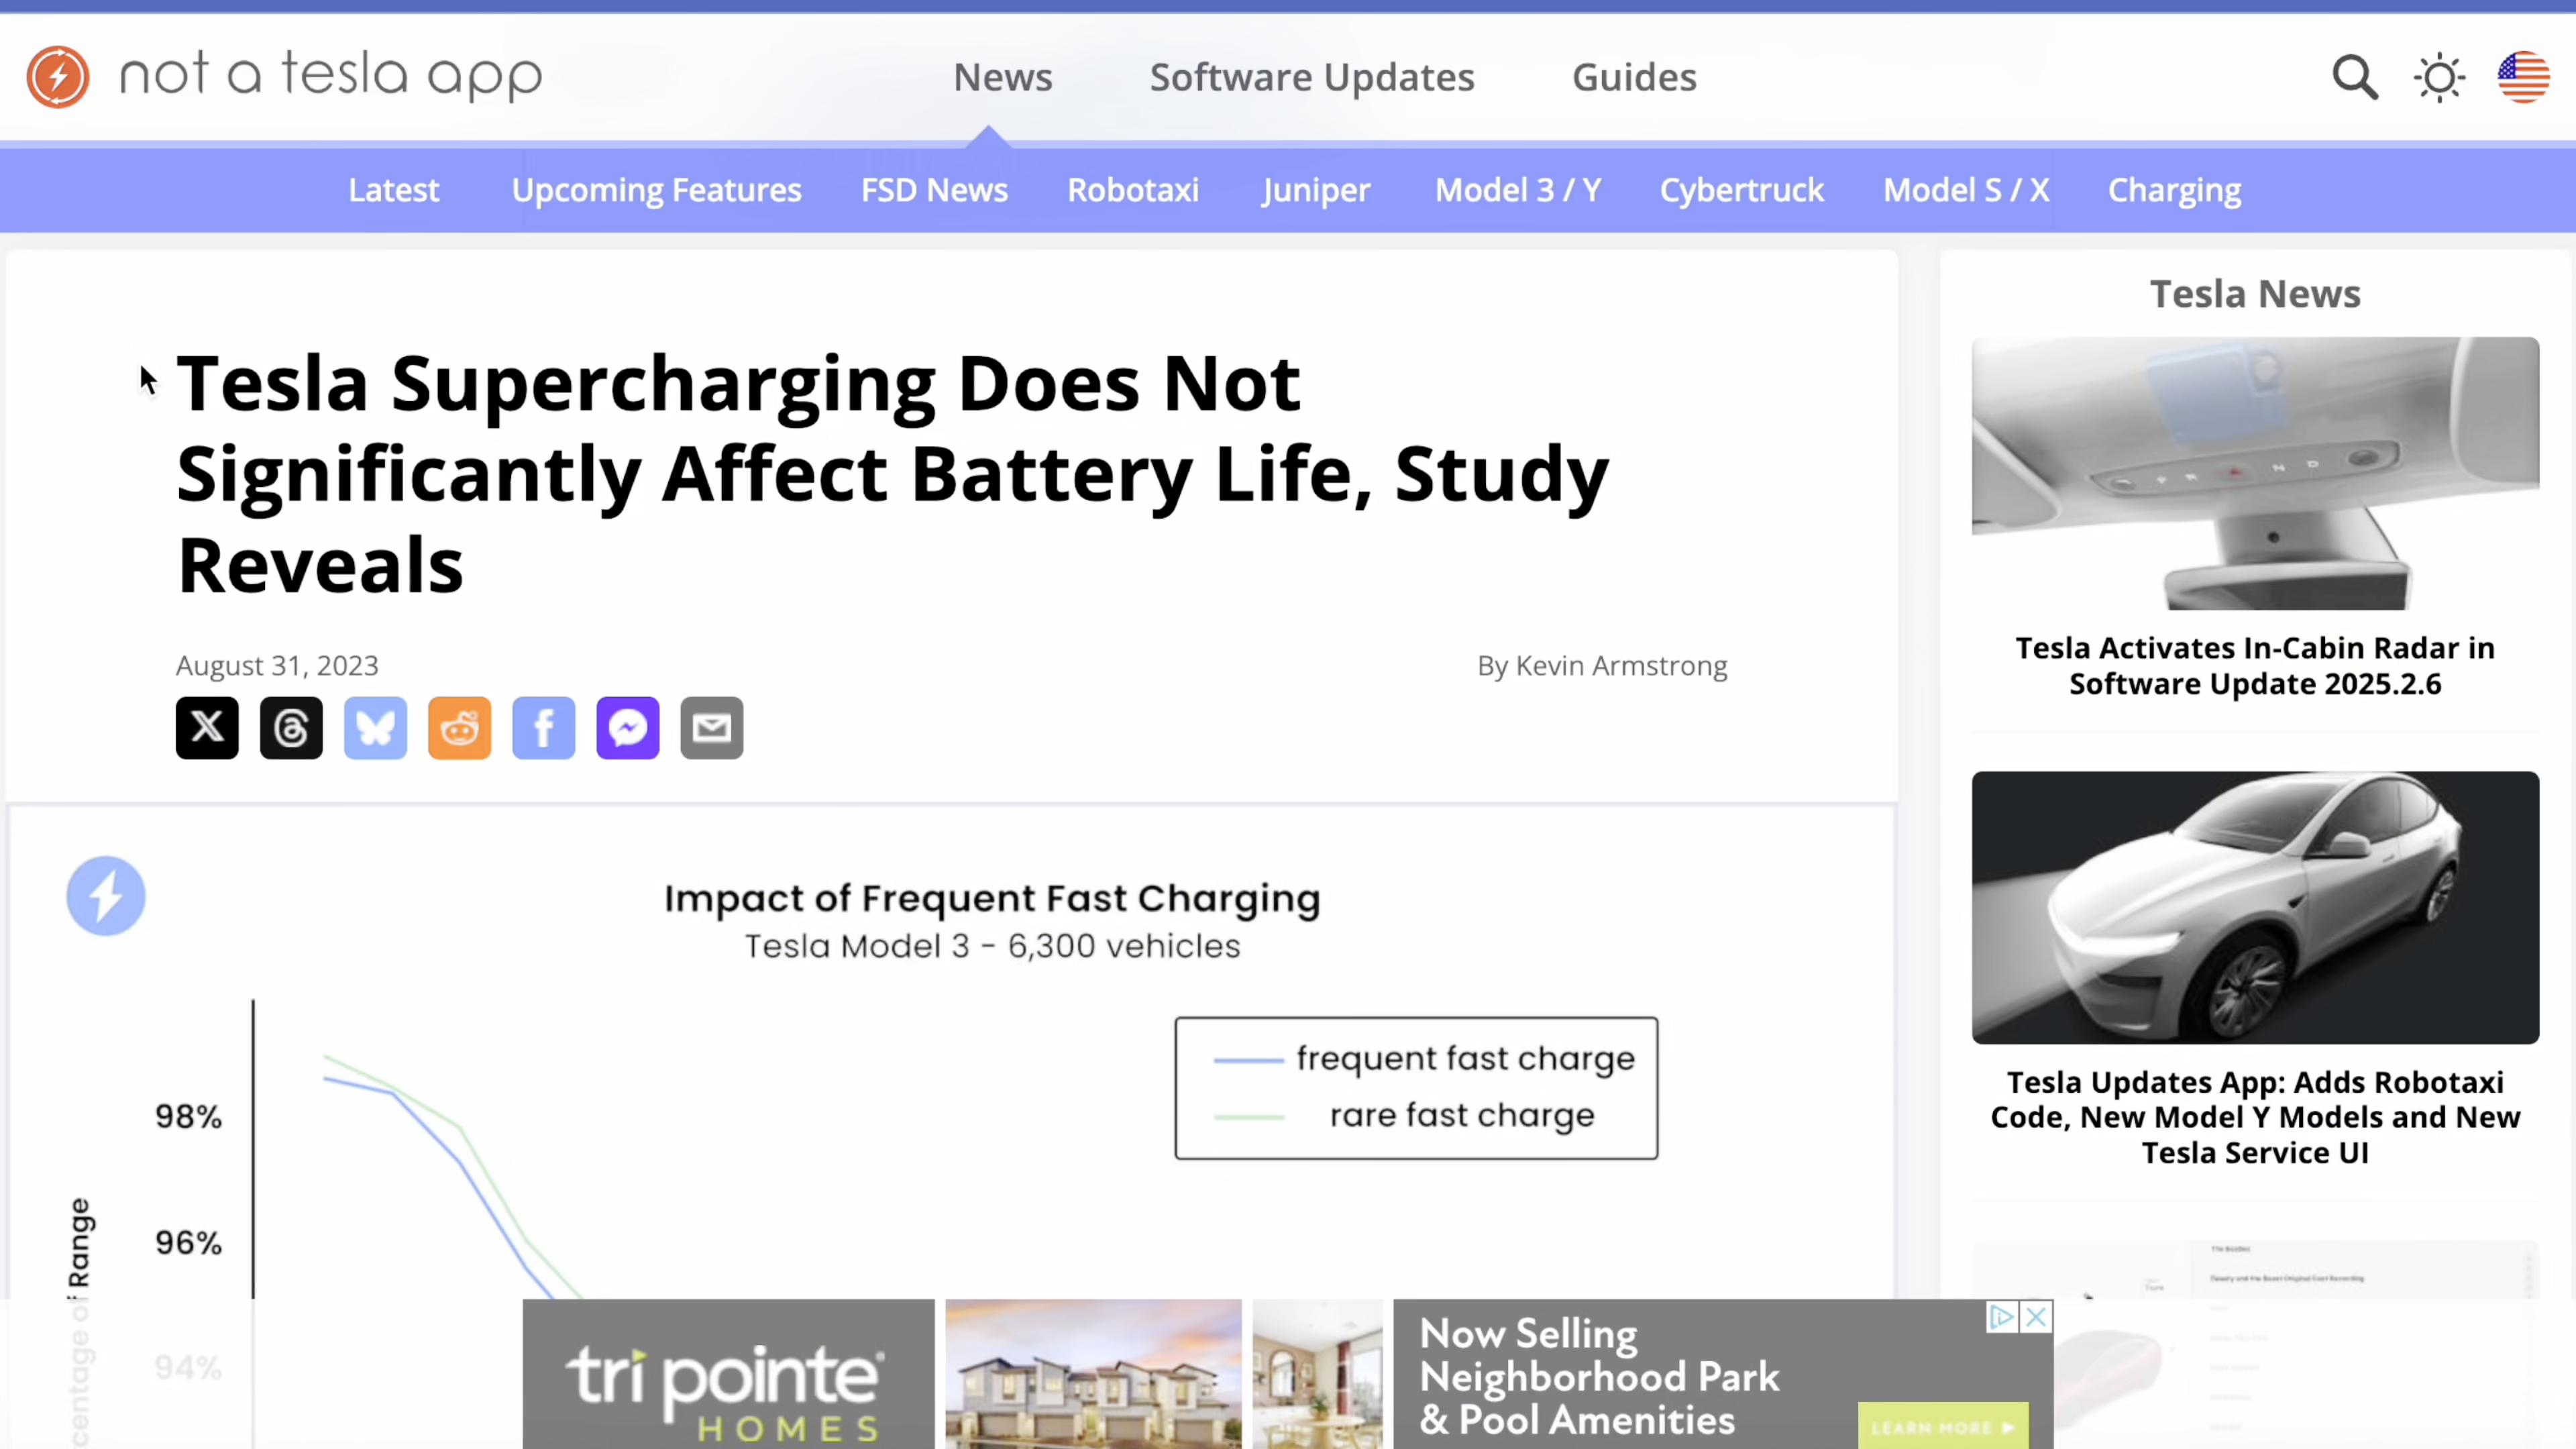 not a tesla app
News
Software Updates
Guides
Latest
Upcoming Features
FSD News
Robotaxi
Juniper
Model 3 / Y
Cybertruck
Model S / X
Charging
Tesla Supercharging Does Not
Significantly Affect Battery Life, Study
Reveals
August 31, 2023
By Kevin Armstrong
Impact of Frequent Fast Charging
Tesla Model 3 - 6,300 vehicles
frequent fast charge
rare fast charge
98%
96%
94%
centage of Range
Tesla News
P R N D
Tesla Activates In-Cabin Radar in
Software Update 2025.2.6
Tesla Updates App: Adds Robotaxi
Code, New Model Y Models and New
Tesla Service UI
The Beatles
tri pointe
HOMES
Now Selling
Neighborhood Park
& Pool Amenities
LEARN MORE